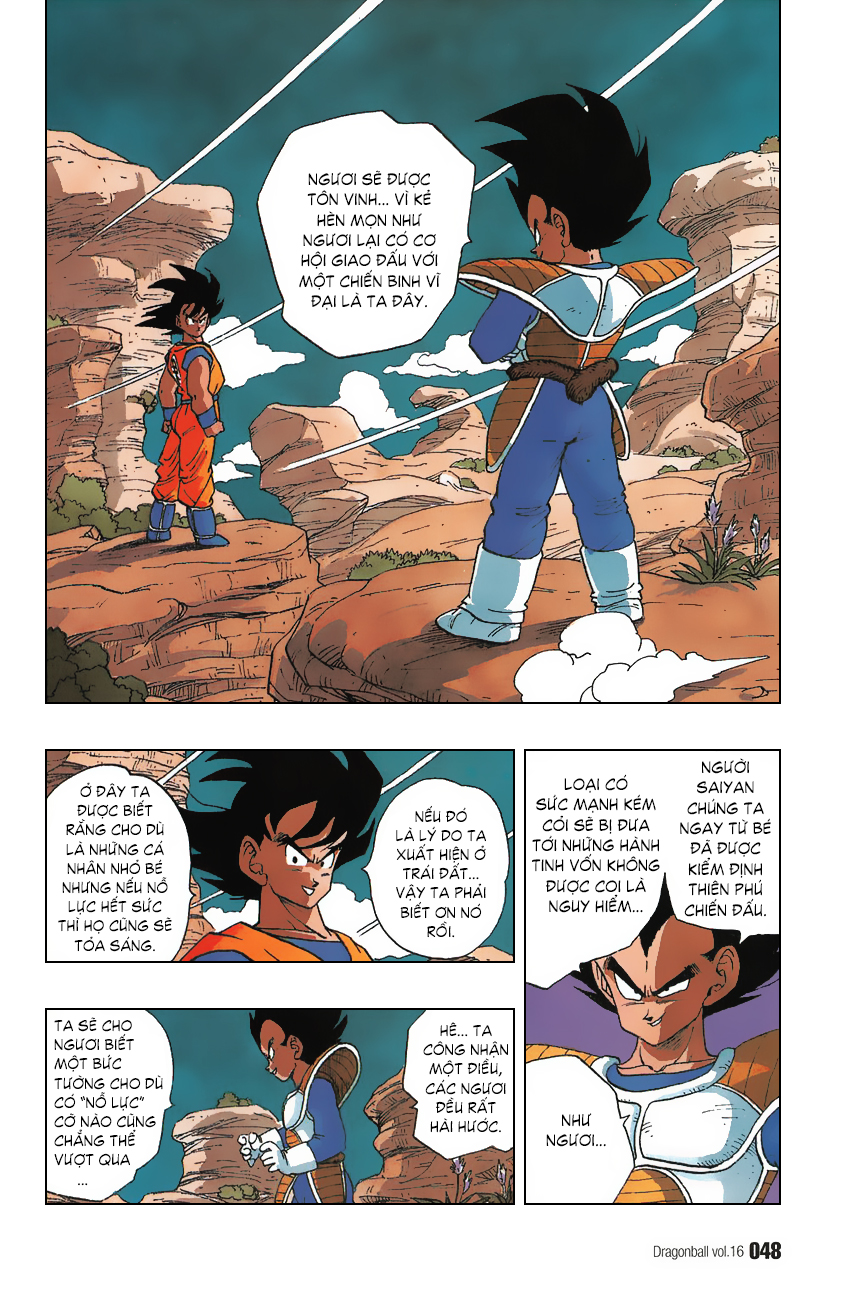 NGƯƠI SẼ ĐƯỢC
TÔN VINH... VÌ KẺ
HÈN MỌN NHƯ
NGƯƠI LẠI CÓ CƠ
HỘI GIAO ĐẤU VỚI
MỘT CHIẾN BINH VĨ
ĐẠI LÀ TA ĐÂY.
NGƯỜI
SAIYAN
CHÚNG TA
NGAY TỪ BÉ
ĐÃ ĐƯỢC
KIỂM ĐỊNH
THIÊN PHÚ
CHIẾN ĐẤU.
LOẠI CÓ
SỨC MẠNH KÉM
CỎI SẼ BỊ ĐƯA
TỚI NHỮNG HÀNH
TINH VỐN KHÔNG
ĐƯỢC COI LÀ
NGUY HIỂM...
NHƯ
NGƯƠI...
NẾU ĐÓ
LÀ LÝ DO TA
XUẤT HIỆN Ở
TRÁI ĐẤT...
VẬY TA PHẢI
BIẾT ƠN NÓ
RỒI.
Ở ĐÂY TA
ĐƯỢC BIẾT
RẰNG CHO DÙ
LÀ NHỮNG CÁ
NHÂN NHỎ BÉ
NHƯNG NẾU NỔ
LỰC HẾT SỨC
THÌ HỌ CŨNG SẼ
TỎA SÁNG.
HÊ... TA
CÔNG NHẬN
MỘT ĐIỀU,
CÁC NGƯƠI
ĐỀU RẤT
HÀI HƯỚC.
TA SẼ CHO
NGƯƠI BIẾT
MỘT BỨC
TƯỜNG CHO DÙ
CÓ "NỔ LỰC"
CỠ NÀO CŨNG
CHẲNG THỂ
VƯỢT QUA
...
Dragonball vol.16 048